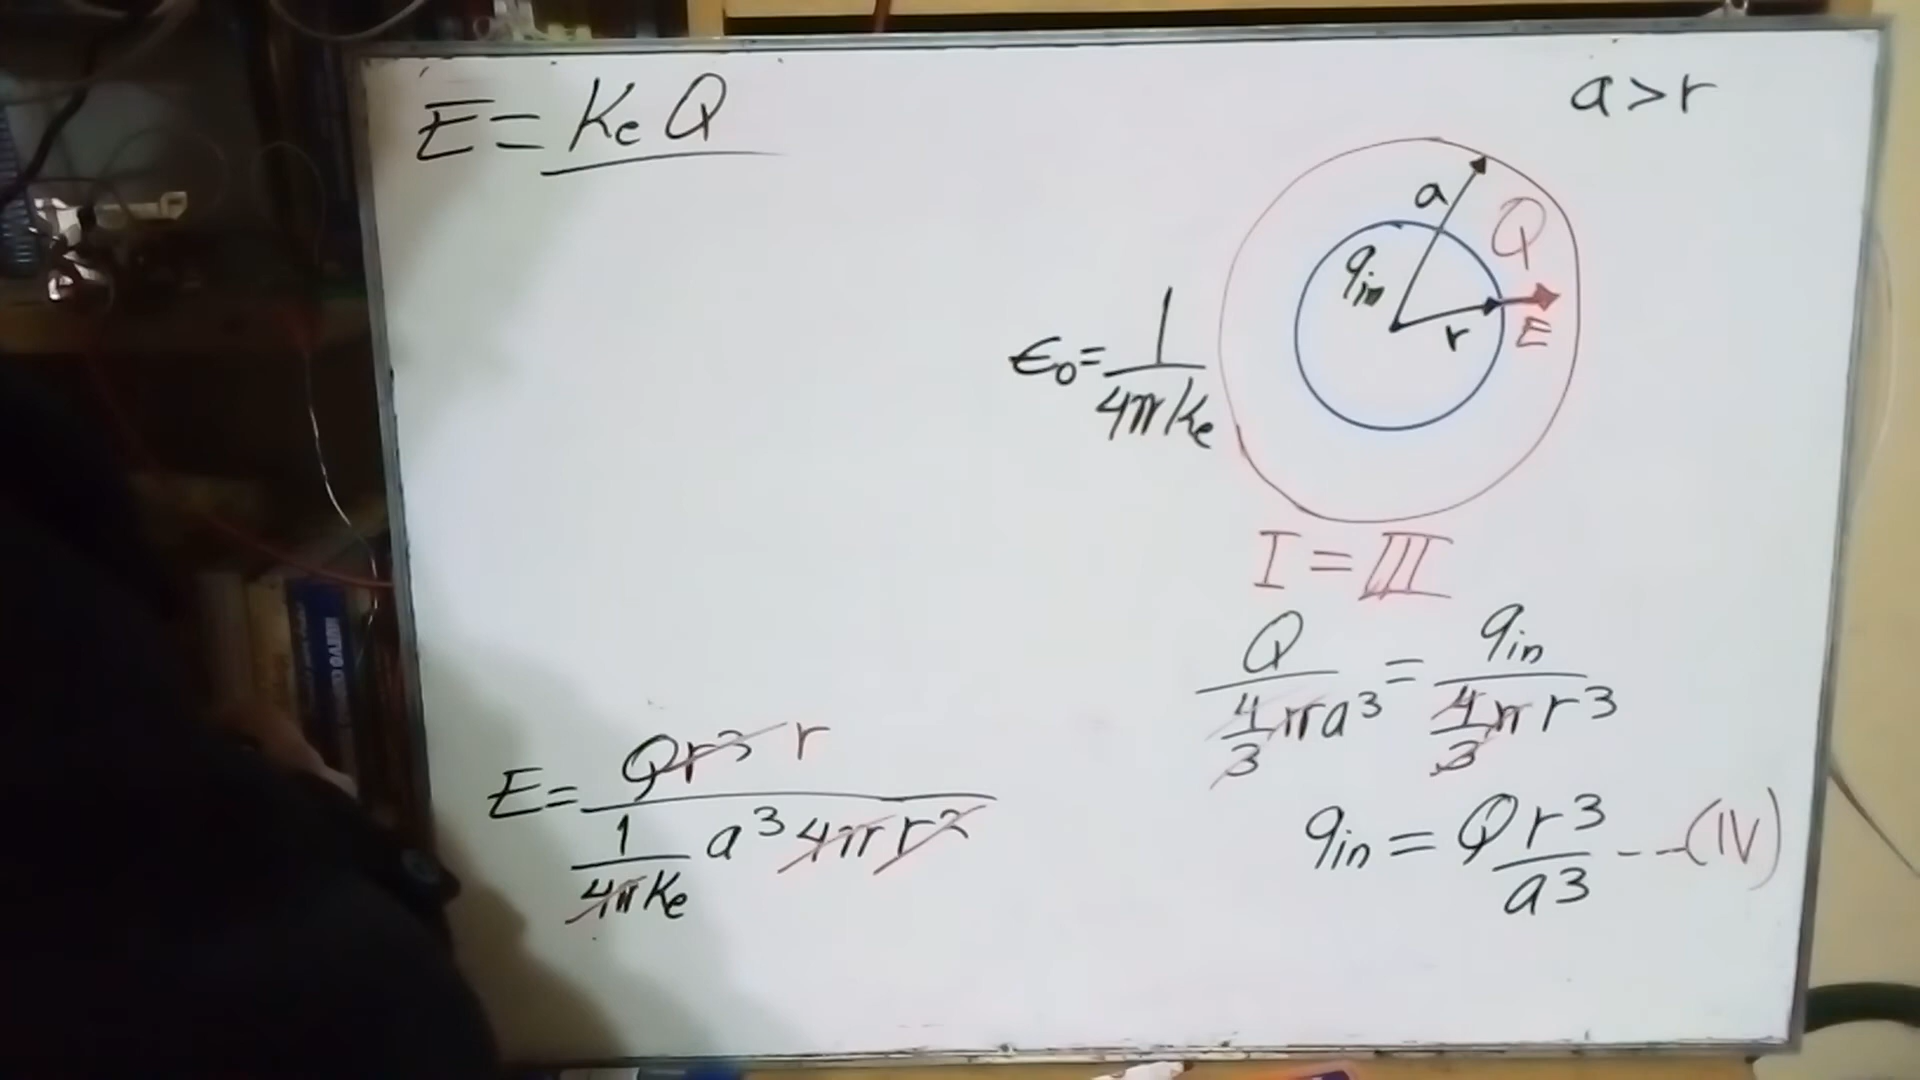 E = Ke Q
a > r
a
Q
qin
r
E
ϵ0 = 1 / 4πKe
I = III
Q / (4/3 πa3) = qin / (4/3 πr3)
E = Qr3 r / (1/(4πKe) a3 4πr2)
qin = Q r3 / a3 --- (IV)